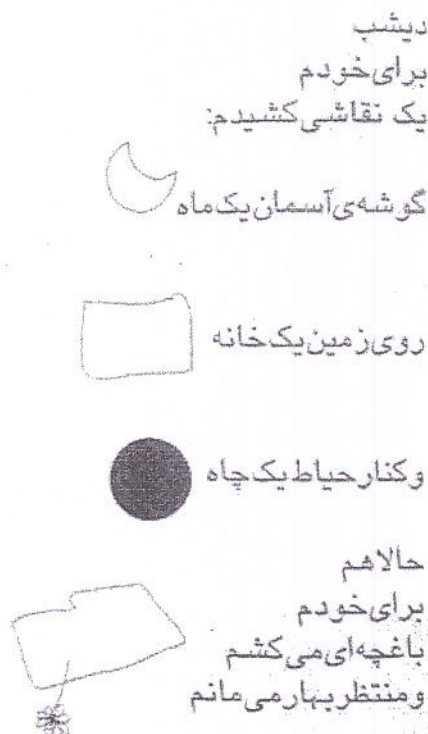 دیشب
برای خودم
یک نقاشی کشیدم:
گوشه‌ی آسمان یک ماه
روی زمین یک خانه
و کنار حیاط یک چاه
حالا هم
برای خودم
باغچه‌ای می‌کشم
و منتظر بهار می‌مانم